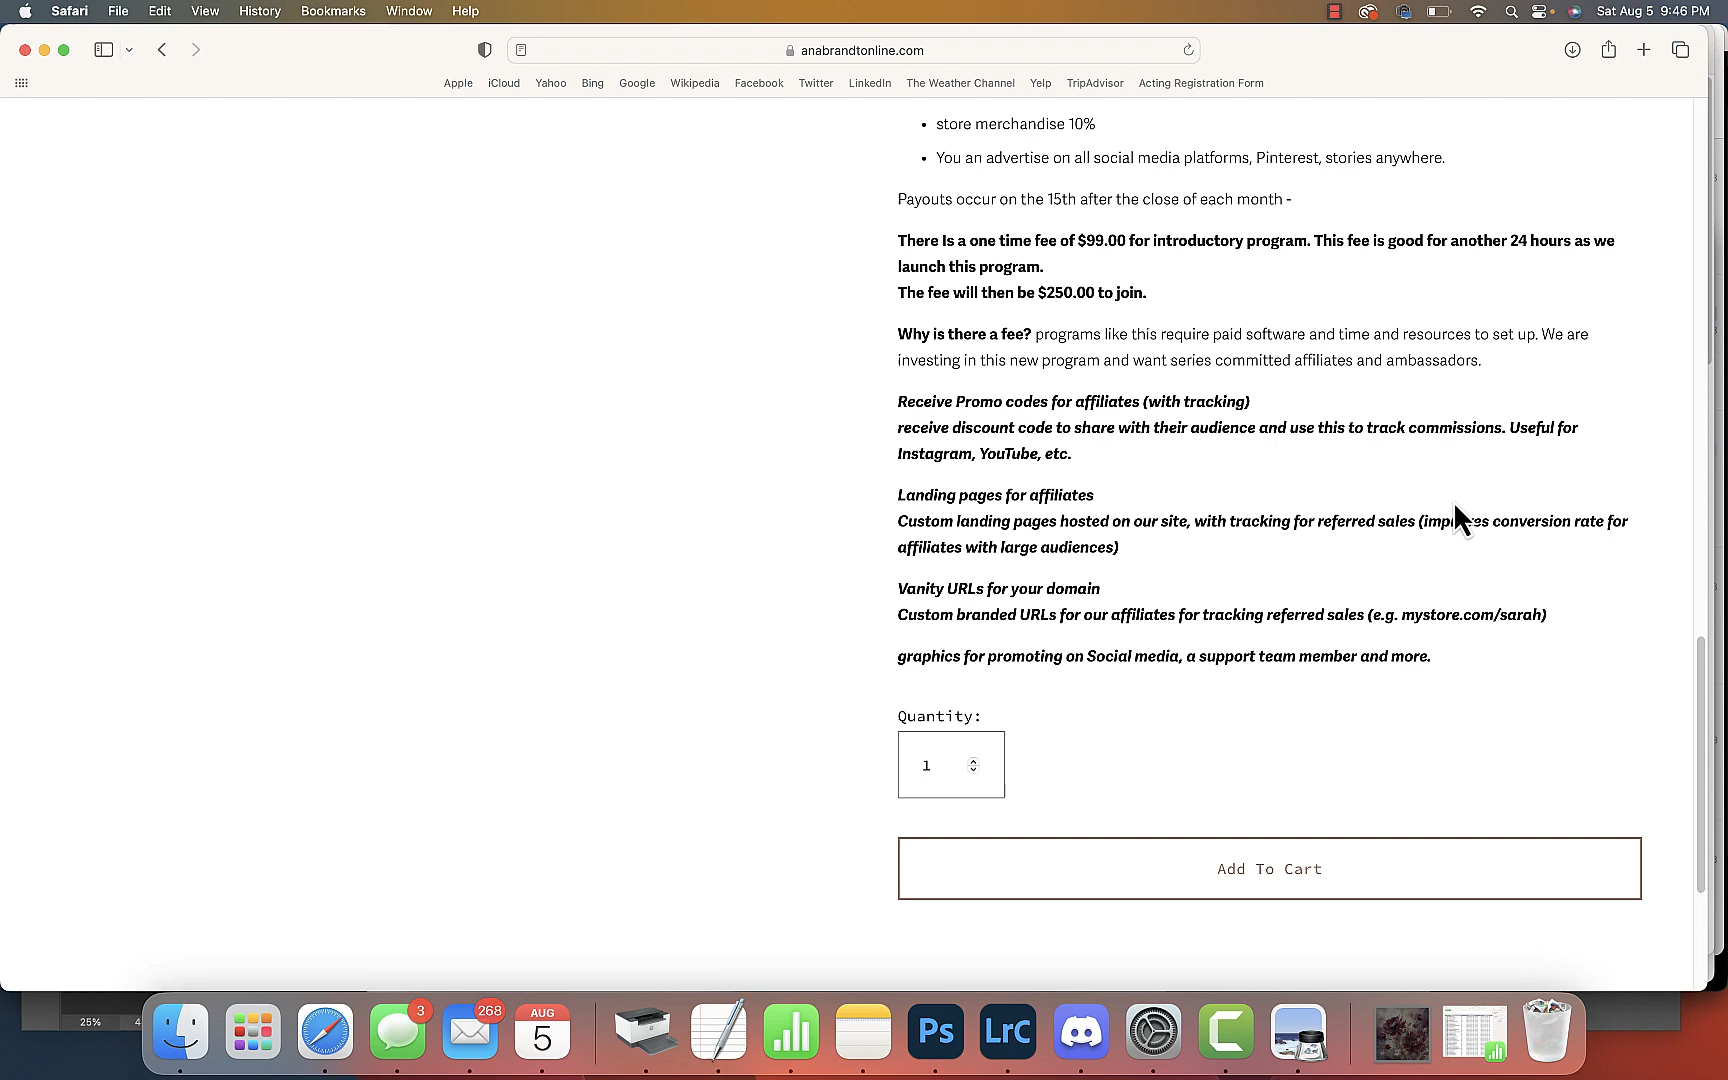 Safari File Edit View History Bookmarks Window Help Sat Aug 5 9:46 PM
anabrandtonline.com
Apple iCloud Yahoo Bing Google Wikipedia Facebook Twitter LinkedIn The Weather Channel Yelp TripAdvisor Acting Registration Form
• store merchandise 10%
• You an advertise on all social media platforms, Pinterest, stories anywhere.
Payouts occur on the 15th after the close of each month -
There Is a one time fee of $99.00 for introductory program. This fee is good for another 24 hours as we
launch this program.
The fee will then be $250.00 to join.
Why is there a fee? programs like this require paid software and time and resources to set up. We are
investing in this new program and want series committed affiliates and ambassadors.
Receive Promo codes for affiliates (with tracking)
receive discount code to share with their audience and use this to track commissions. Useful for
Instagram, YouTube, etc.
Landing pages for affiliates
Custom landing pages hosted on our site, with tracking for referred sales ( conversion rate for
affiliates with large audiences)
Vanity URLs for your domain
Custom branded URLs for our affiliates for tracking referred sales (e.g. mystore.com/sarah)
graphics for promoting on Social media, a support team member and more.
Quantity:
1
Add To Cart
25%
3
268
AUG
5
Ps
Lrc